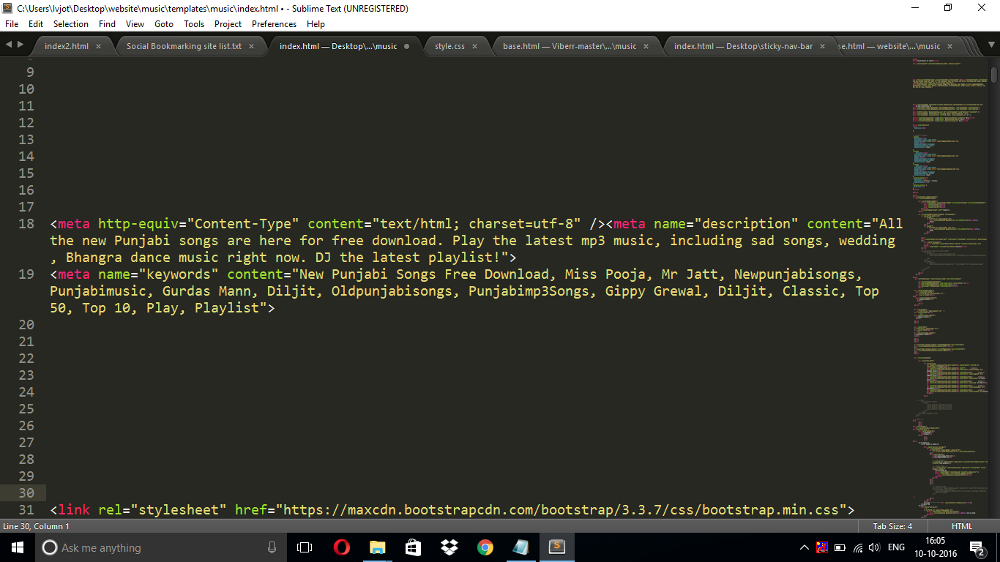 C:\Users\lvjot\Desktop\website\music\templates\music\index.html • - Sublime Text (UNREGISTERED)
File Edit Selection Find View Goto Tools Project Preferences Help
index2.html × Social Bookmarking site list.txt × index.html — Desktop\...\music style.css × base.html — Viberr-master\...\music × index.html — Desktop\sticky-nav-bar × se.html — website\...\music ×
9
10
11
12
13
14
15
16
17
18 <meta http-equiv="Content-Type" content="text/html; charset=utf-8" /><meta name="description" content="All
the new Punjabi songs are here for free download. Play the latest mp3 music, including sad songs, wedding
, Bhangra dance music right now. DJ the latest playlist!">
19 <meta name="keywords" content="New Punjabi Songs Free Download, Miss Pooja, Mr Jatt, Newpunjabisongs,
Punjabimusic, Gurdas Mann, Diljit, Oldpunjabisongs, Punjabimp3Songs, Gippy Grewal, Diljit, Classic, Top
50, Top 10, Play, Playlist">
20
21
22
23
24
25
26
27
28
29
30
31 <link rel="stylesheet" href="https://maxcdn.bootstrapcdn.com/bootstrap/3.3.7/css/bootstrap.min.css">
Line 30, Column 1 Tab Size: 4 HTML
Ask me anything ENG 16:05
10-10-2016 2